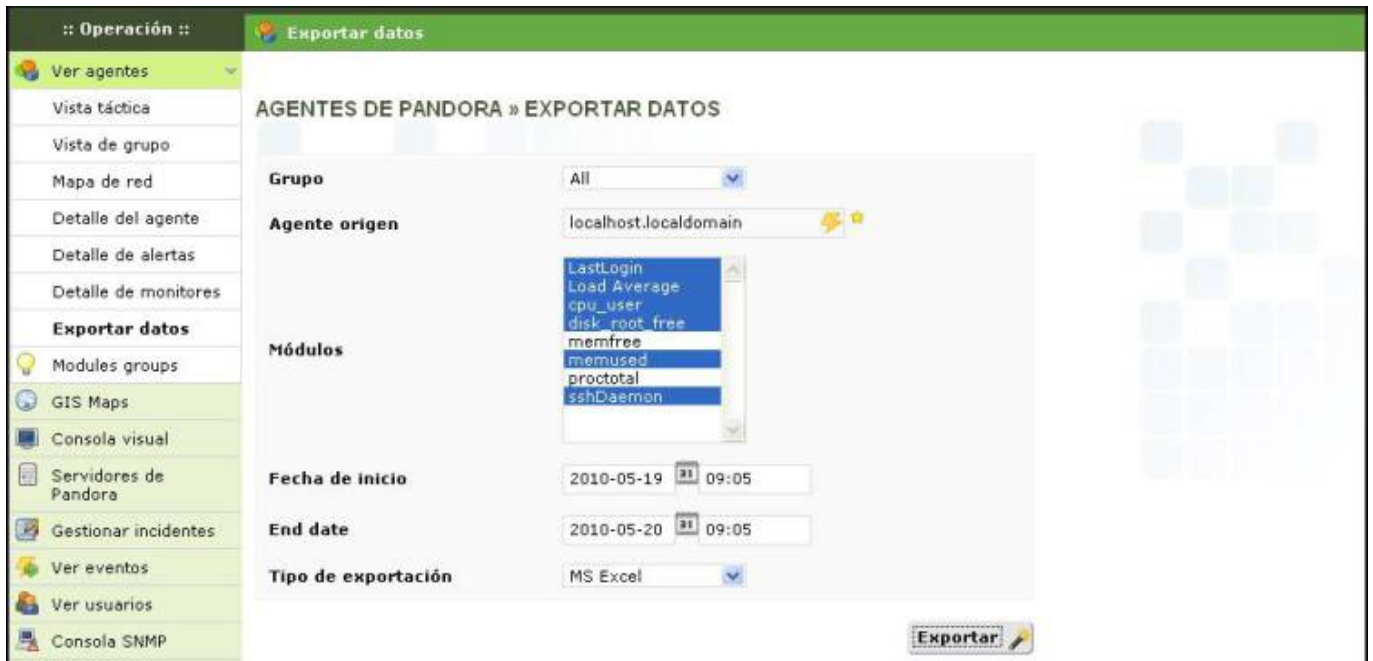 :: Operación ::
Exportar datos
Ver agentes
Vista táctica
Vista de grupo
Mapa de red
Detalle del agente
Detalle de alertas
Detalle de monitores
Exportar datos
Modules groups
GIS Maps
Consola visual
Servidores de
Pandora
Gestionar incidentes
Ver eventos
Ver usuarios
Consola SNMP
AGENTES DE PANDORA » EXPORTAR DATOS
Grupo All
Agente origen localhost.localdomain
Módulos
LastLogin
Load Average
cpu_user
disk_root_free
memfree
memused
proctotal
sshDaemon
Fecha de inicio 2010-05-19 31 09:05
End date 2010-05-20 31 09:05
Tipo de exportación MS Excel
Exportar